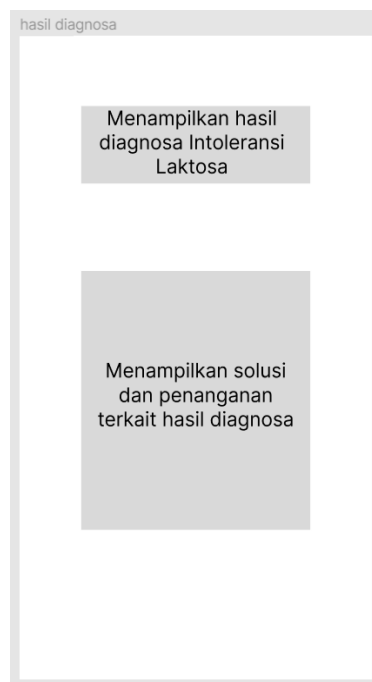 hasil diagnosa
Menampilkan hasil
diagnosa Intoleransi
Laktosa
Menampilkan solusi
dan penanganan
terkait hasil diagnosa